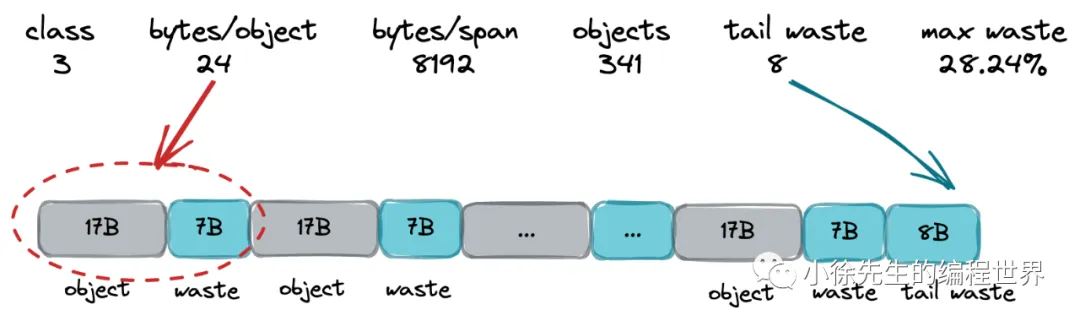 class bytes/object bytes/span objects tail waste max waste
3 24 8192 341 8 28.24%
17B 7B 17B 7B ... ... 17B 7B 8B
小徐先生的编程世界
object waste object waste object waste tail waste